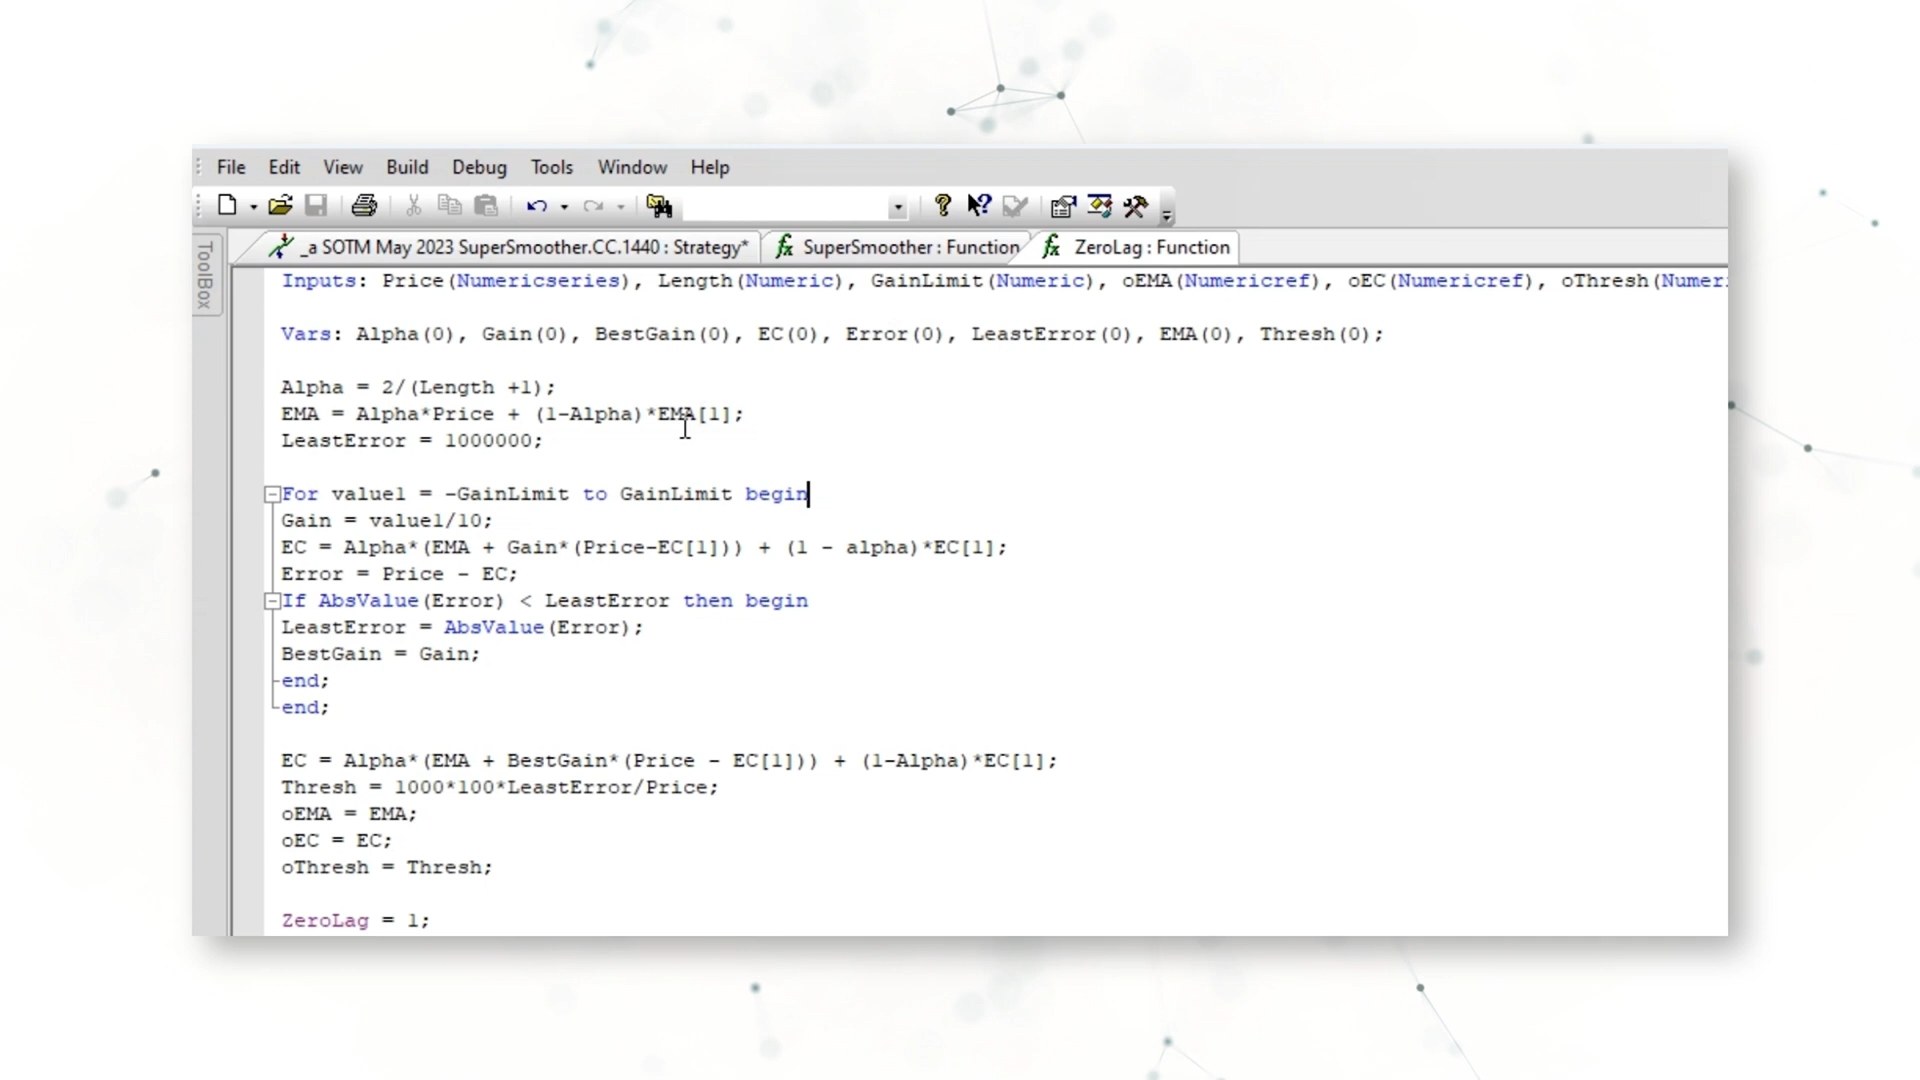 File Edit View Build Debug Tools Window Help
_a SOTM May 2023 SuperSmoother.CC.1440 : Strategy* SuperSmoother : Function ZeroLag : Function
ToolBox
Inputs: Price(Numericseries), Length(Numeric), GainLimit(Numeric), oEMA(Numericref), oEC(Numericref), oThresh(Numer
Vars: Alpha(0), Gain(0), BestGain(0), EC(0), Error(0), LeastError(0), EMA(0), Thresh(0);
Alpha = 2/(Length +1);
EMA = Alpha*Price + (1-Alpha)*EMA[1];
LeastError = 1000000;
For value1 = -GainLimit to GainLimit begin
Gain = value1/10;
EC = Alpha*(EMA + Gain*(Price-EC[1])) + (1 - alpha)*EC[1];
Error = Price - EC;
If AbsValue(Error) < LeastError then begin
LeastError = AbsValue(Error);
BestGain = Gain;
end;
end;
EC = Alpha*(EMA + BestGain*(Price - EC[1])) + (1-Alpha)*EC[1];
Thresh = 1000*100*LeastError/Price;
oEMA = EMA;
oEC = EC;
oThresh = Thresh;
ZeroLag = 1;